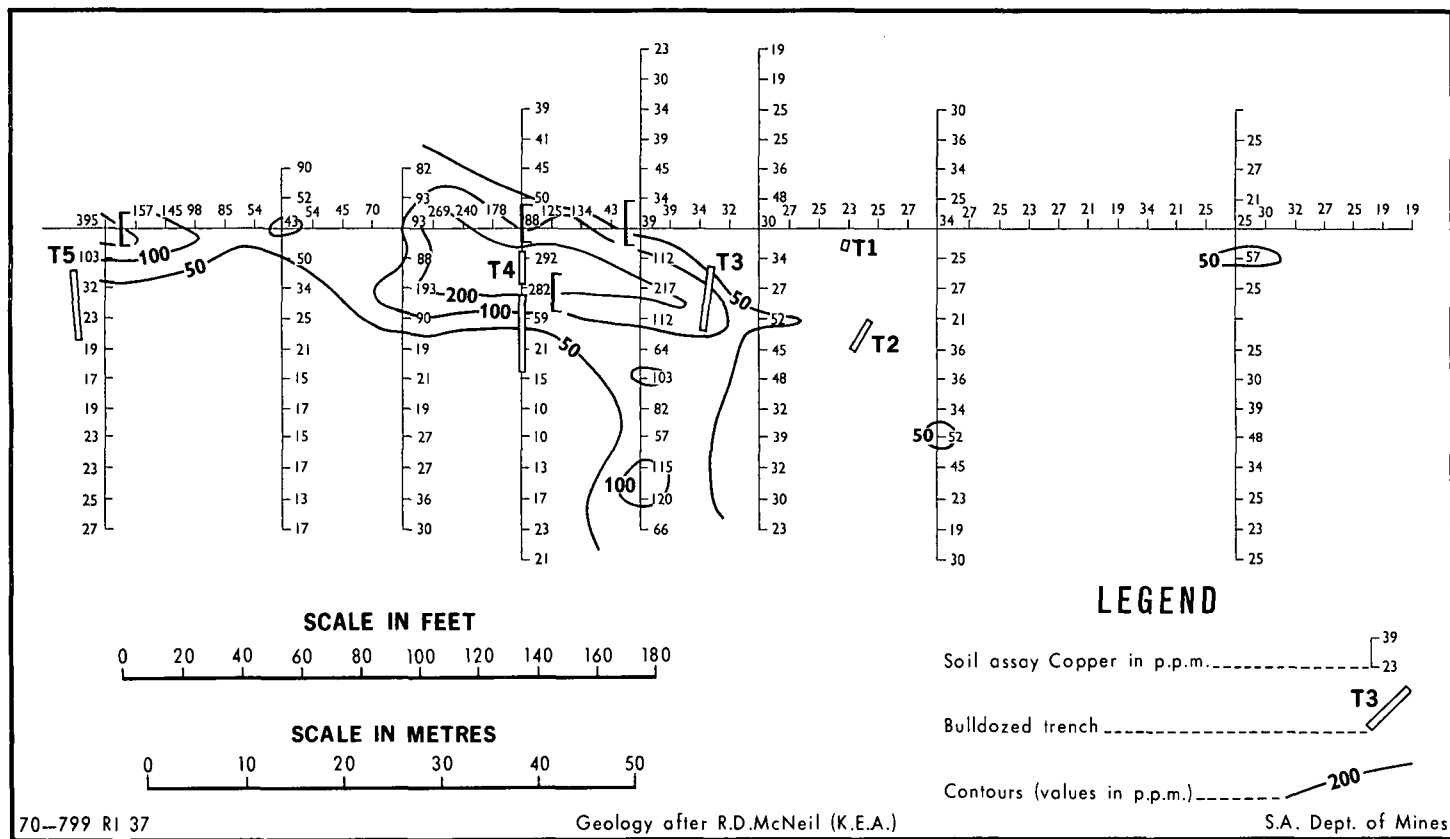 23 19
30 19
39 34 25 30
41 39 25 36 25
90 82 45 45 36 34 27
52 93 50 34 48 25 21
395 157 145 98 85 54 43 54 45 70 93 269 240 178 88 125 134 43 39 39 34 32 30 27 25 23 25 27 34 27 25 25 27 21 24 21 25 25 25 25 30 32 27 25 19 19
T5 103 100 50 88 T4 292 112 T3 34 T1 25 50 57
50
32 34 193 200 282 217 50 27 27 25
23 25 90 100 59 112 52 21
19 21 19 50 21 64 45 T2 36 25
17 15 21 15 103 48 36 30
19 17 19 10 82 32 34 39
23 15 27 10 57 39 50 52 48
23 17 27 13 115 32 45 34
25 13 36 17 100 120 30 23 25
27 17 30 23 66 23 19 25
21 30 25
SCALE IN FEET
0 20 40 60 80 100 120 140 160 180
SCALE IN METRES
0 10 20 30 40 50
LEGEND
Soil assay Copper in p.p.m. 39
23
T3
Bulldozed trench
Contours (values in p.p.m.) 200
70—799 RI 37 Geology after R.D.McNeil (K.E.A.) S.A. Dept. of Mines